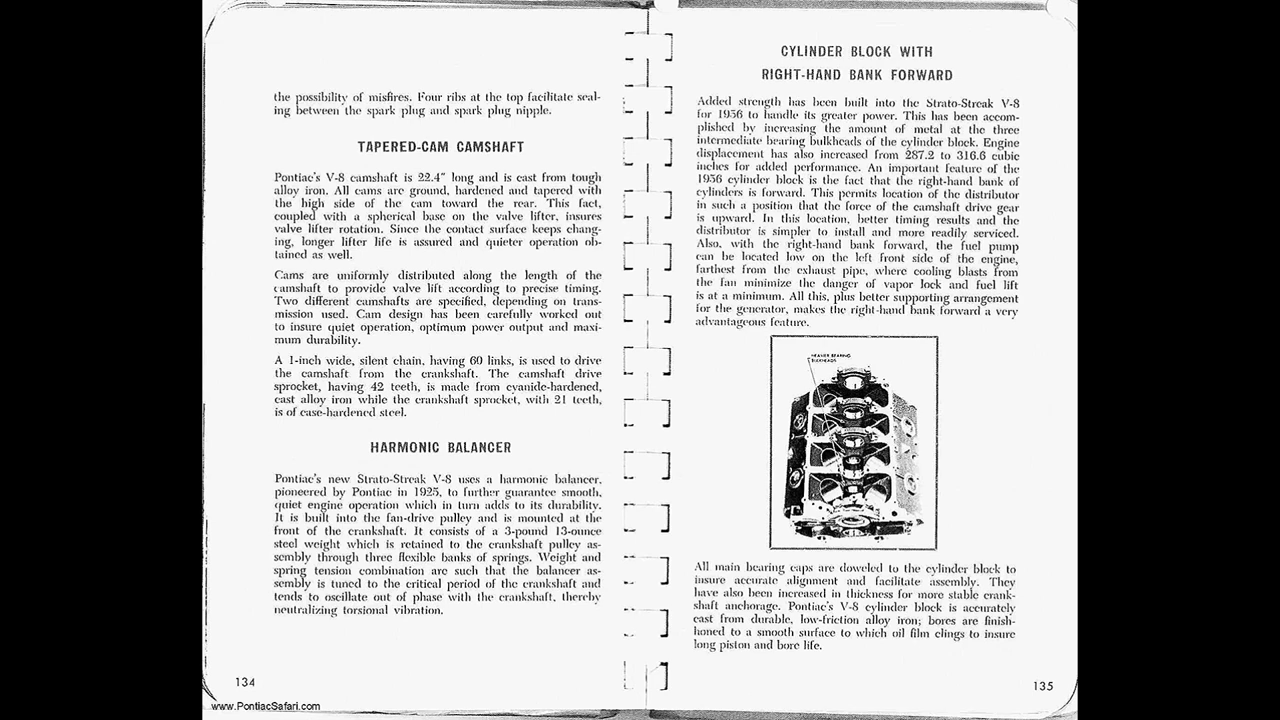 the possibility of misfires. Four ribs at the top facilitate seal-
ing between the spark plug and spark plug nipple.
TAPERED-CAM CAMSHAFT
Pontiac's V-8 camshaft is 22.4" long and is cast from tough
alloy iron. All cams are ground, hardened and tapered with
the high side of the cam toward the rear. This fact,
coupled with a spherical base on the valve lifter, insures
valve lifter rotation. Since the contact surface keeps chang-
ing, longer lifter life is assured and quieter operation ob-
tained as well.
Cams are uniformly distributed along the length of the
camshaft to provide valve lift according to precise timing.
Two different camshafts are specified, depending on trans-
mission used. Cam design has been carefully worked out
to insure quiet operation, optimum power output and maxi-
mum durability.
A 1-inch wide, silent chain, having 60 links, is used to drive
the camshaft from the crankshaft. The camshaft drive
sprocket, having 42 teeth, is made from cyanide-hardened,
cast alloy iron while the crankshaft sprocket, with 21 teeth,
is of case-hardened steel.
HARMONIC BALANCER
Pontiac's new Strato-Streak V-8 uses a harmonic balancer,
pioneered by Pontiac in 1925, to further guarantee smooth,
quiet engine operation which in turn adds to its durability.
It is built into the fan-drive pulley and is mounted at the
front of the crankshaft. It consists of a 3-pound 13-ounce
steel weight which is retained to the crankshaft pulley as-
sembly through three flexible banks of springs. Weight and
spring tension combination are such that the balancer as-
sembly is tuned to the critical period of the crankshaft and
tends to oscillate out of phase with the crankshaft, thereby
neutralizing torsional vibration.
134
www.PontiacSafari.com
CYLINDER BLOCK WITH
RIGHT-HAND BANK FORWARD
Added strength has been built into the Strato-Streak V-8
for 1956 to handle its greater power. This has been accom-
plished by increasing the amount of metal at the three
intermediate bearing bulkheads of the cylinder block. Engine
displacement has also increased from 287.2 to 316.6 cubic
inches for added performance. An important feature of the
1956 cylinder block is the fact that the right-hand bank of
cylinders is forward. This permits location of the distributor
in such a position that the force of the camshaft drive gear
is upward. In this location, better timing results and the
distributor is simpler to install and more readily serviced.
Also, with the right-hand bank forward, the fuel pump
can be located low on the left front side of the engine,
farthest from the exhaust pipe, where cooling blasts from
the fan minimize the danger of vapor lock and fuel lift
is at a minimum. All this, plus better supporting arrangement
for the generator, makes the right-hand bank forward a very
advantageous feature.
HEAVIER BEARING
BULKHEADS
All main bearing caps are doweled to the cylinder block to
insure accurate alignment and facilitate assembly. They
have also been increased in thickness for more stable crank-
shaft anchorage. Pontiac's V-8 cylinder block is accurately
cast from durable, low-friction alloy iron; bores are finish-
honed to a smooth surface to which oil film clings to insure
long piston and bore life.
135